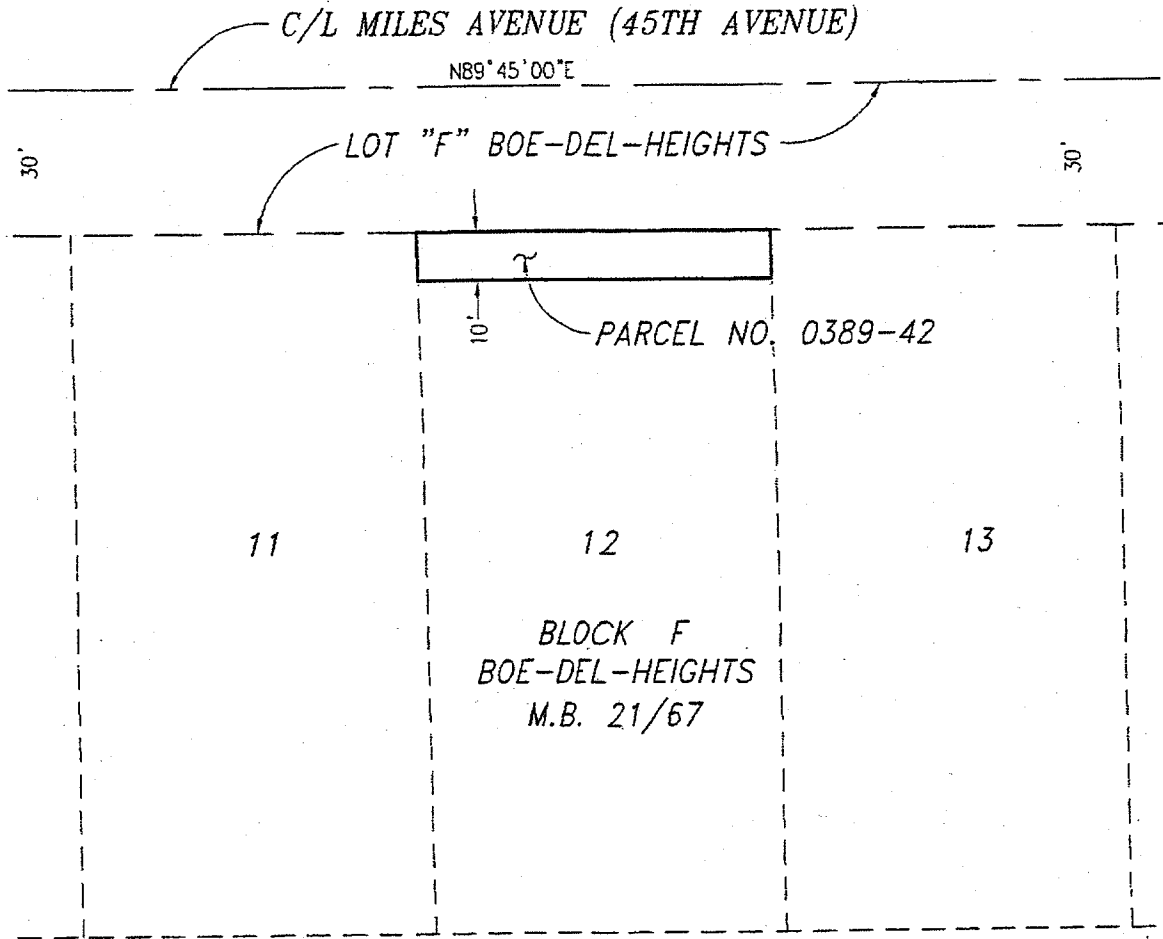 C/L MILES AVENUE (45TH AVENUE)
N89°45'00"E
LOT "F" BOE-DEL-HEIGHTS
30'
30'
10'
PARCEL NO. 0389-42
11
12
13
BLOCK F
BOE-DEL-HEIGHTS
M.B. 21/67